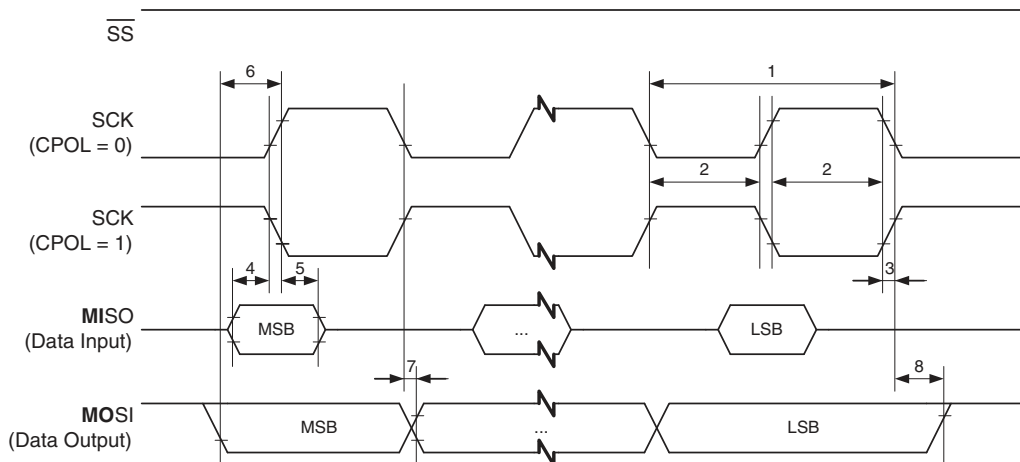 SS
6
1
SCK
(CPOL = 0)
2
2
SCK
(CPOL = 1)
4
5
3
MISO
(Data Input)
MSB
...
LSB
7
8
MOSI
(Data Output)
MSB
...
LSB